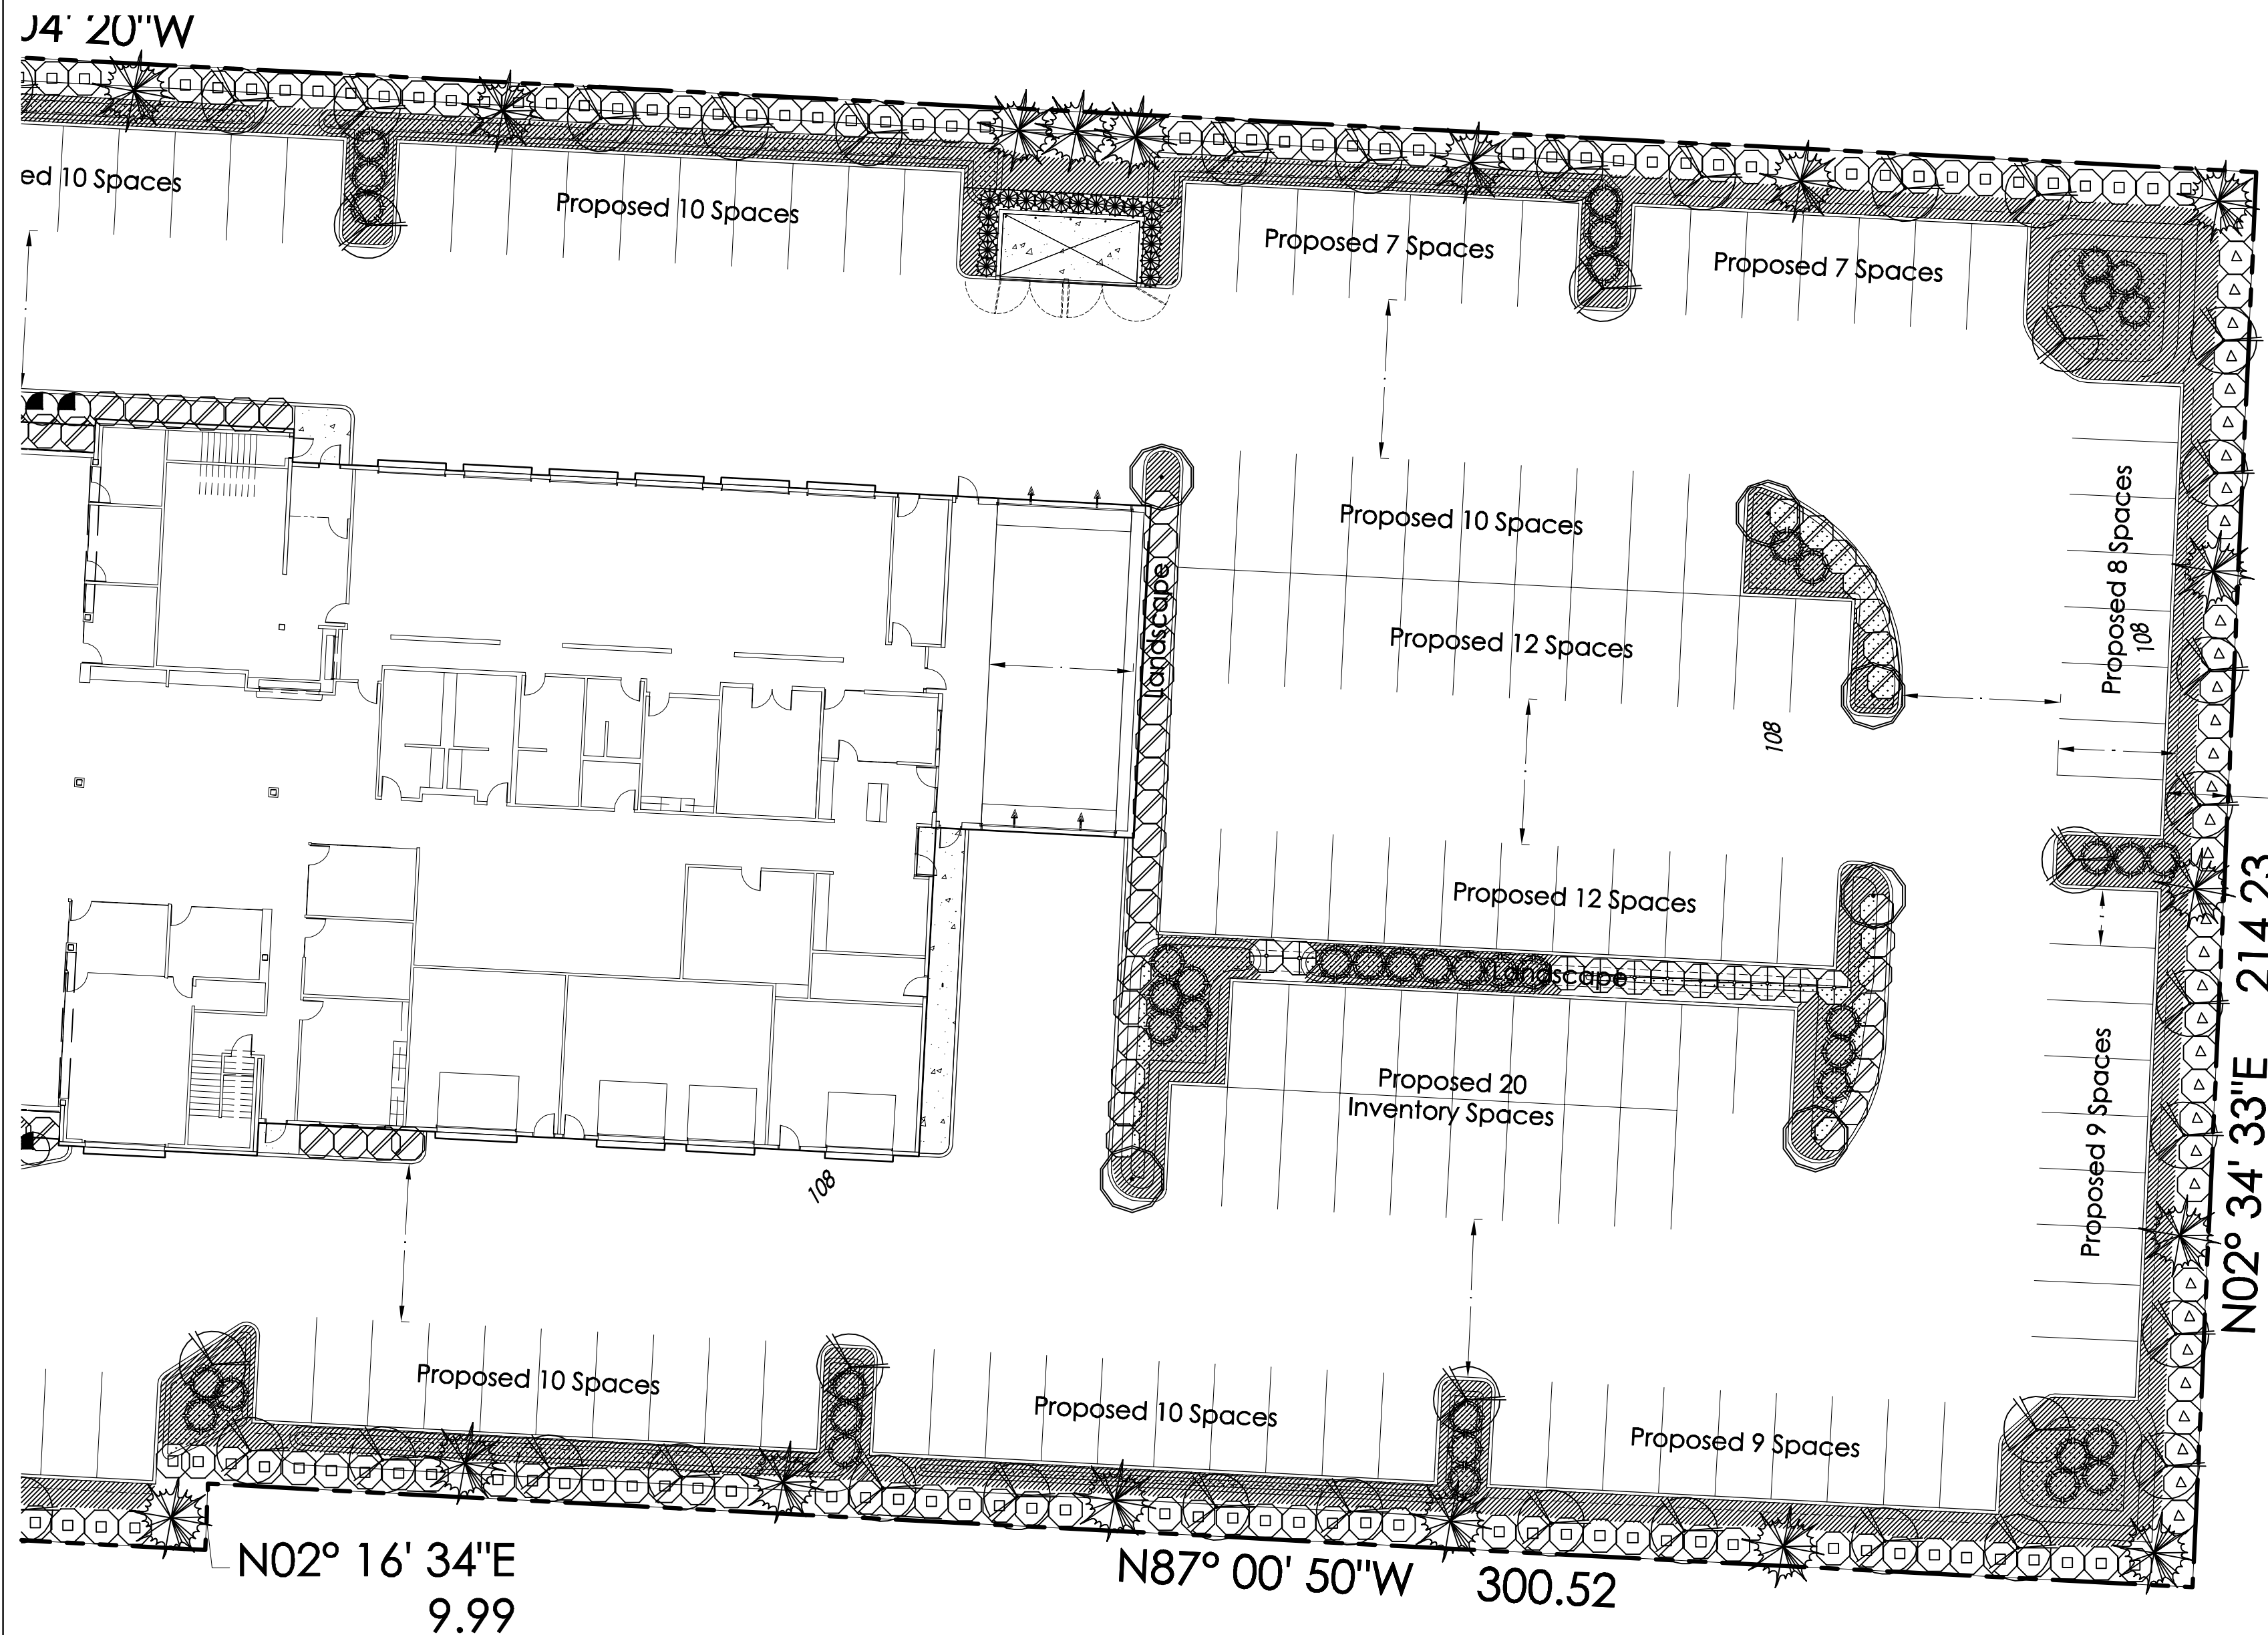 04' 20"W
ed 10 Spaces
Proposed 10 Spaces
Proposed 7 Spaces
Proposed 7 Spaces
Proposed 10 Spaces
Proposed 8 Spaces
108
Landscape
Proposed 12 Spaces
108
Proposed 12 Spaces
Landscape
N02° 34' 33"E 214.23
Proposed 20
Inventory Spaces
Proposed 9 Spaces
108
Proposed 10 Spaces
Proposed 10 Spaces
Proposed 9 Spaces
N02° 16' 34"E
9.99
N87° 00' 50"W 300.52